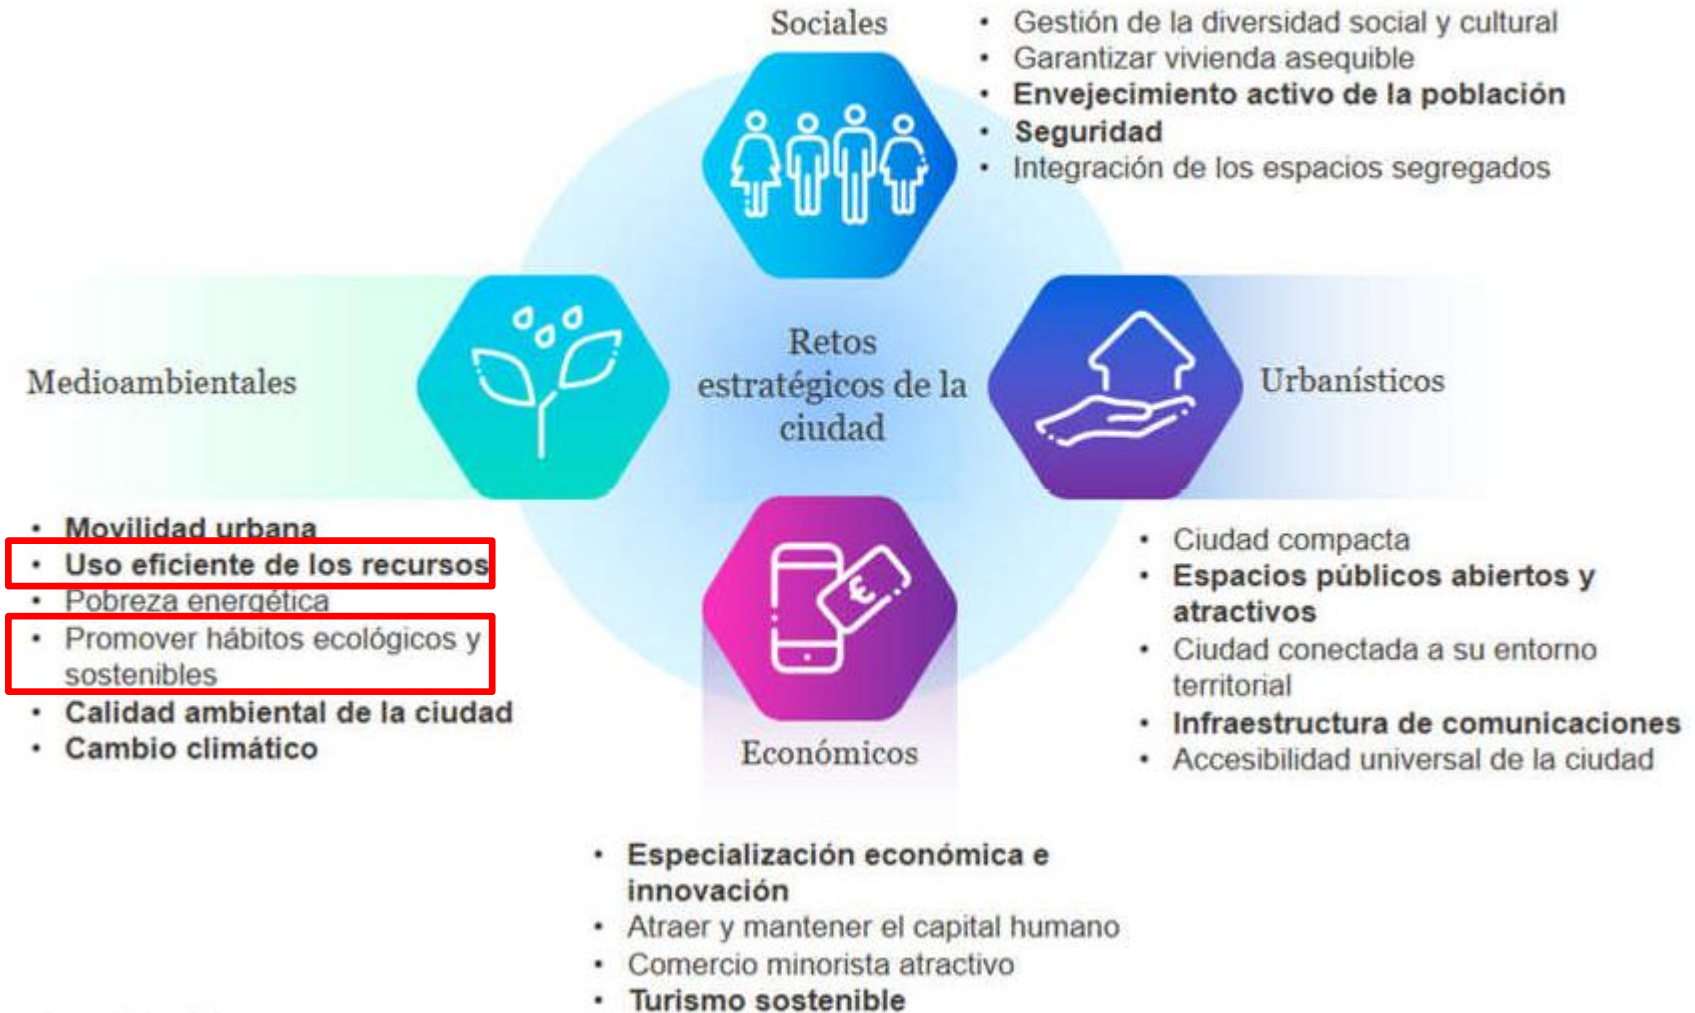 Sociales
• Gestión de la diversidad social y cultural
• Garantizar vivienda asequible
• Envejecimiento activo de la población
• Seguridad
• Integración de los espacios segregados
Medioambientales
Retos
estratégicos de la
ciudad
Urbanísticos
• Movilidad urbana
• Uso eficiente de los recursos
• Pobreza energética
• Promover hábitos ecológicos y
sostenibles
• Calidad ambiental de la ciudad
• Cambio climático
€
Económicos
• Ciudad compacta
• Espacios públicos abiertos y
atractivos
• Ciudad conectada a su entorno
territorial
• Infraestructura de comunicaciones
• Accesibilidad universal de la ciudad
• Especialización económica e
innovación
• Atraer y mantener el capital humano
• Comercio minorista atractivo
• Turismo sostenible